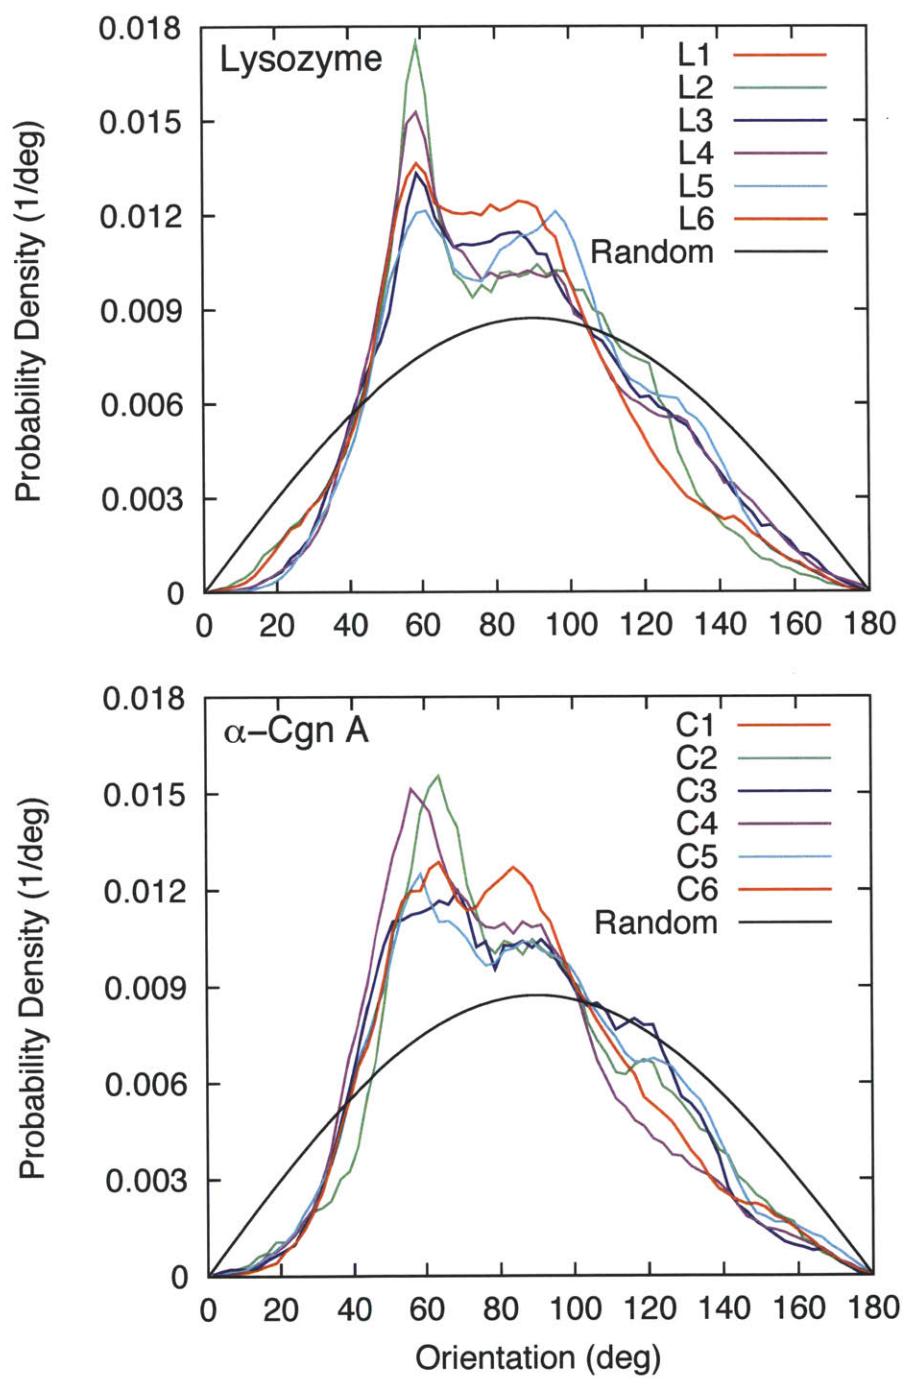 Lysozyme
L1
L2
L3
L4
L5
L6
Random
Probability Density (1/deg)
0.018
0.015
0.012
0.009
0.006
0.003
0
0 20 40 60 80 100 120 140 160 180
α−Cgn A
C1
C2
C3
C4
C5
C6
Random
Probability Density (1/deg)
0.018
0.015
0.012
0.009
0.006
0.003
0
0 20 40 60 80 100 120 140 160 180
Orientation (deg)